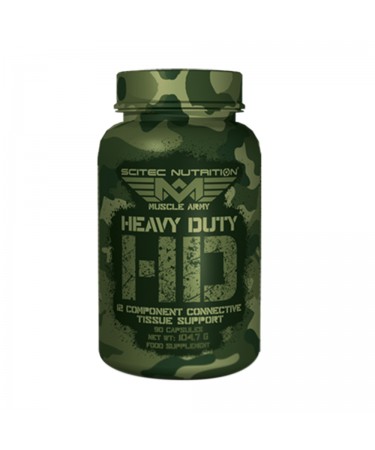 SCITEC NUTRITION®
MUSCLE ARMY
HEAVY DUTY
HD
12 COMPONENT CONNECTIVE
TISSUE SUPPORT
90 CAPSULES
NET WT: 104.7 G
FOOD SUPPLEMENT